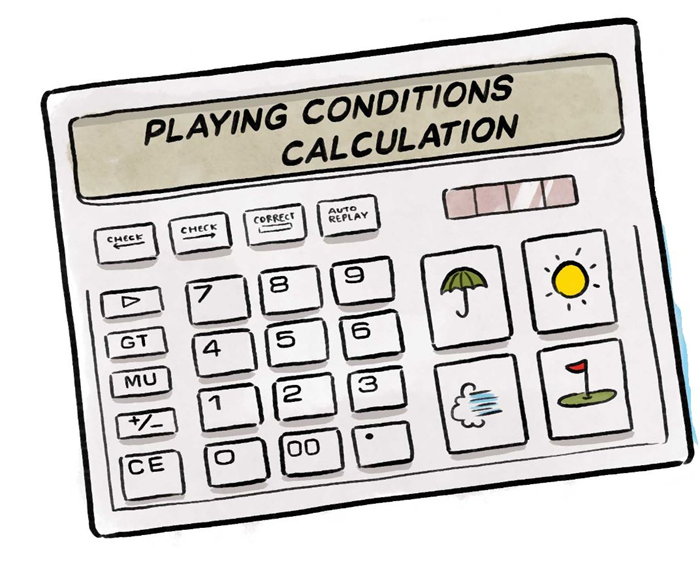 PLAYING CONDITIONS
CALCULATION
CHECK
CHECK
CORRECT
AUTO
REPLAY
7
8
9
GT
4
5
6
MU
1
2
3
+/-
0
00
.
CE